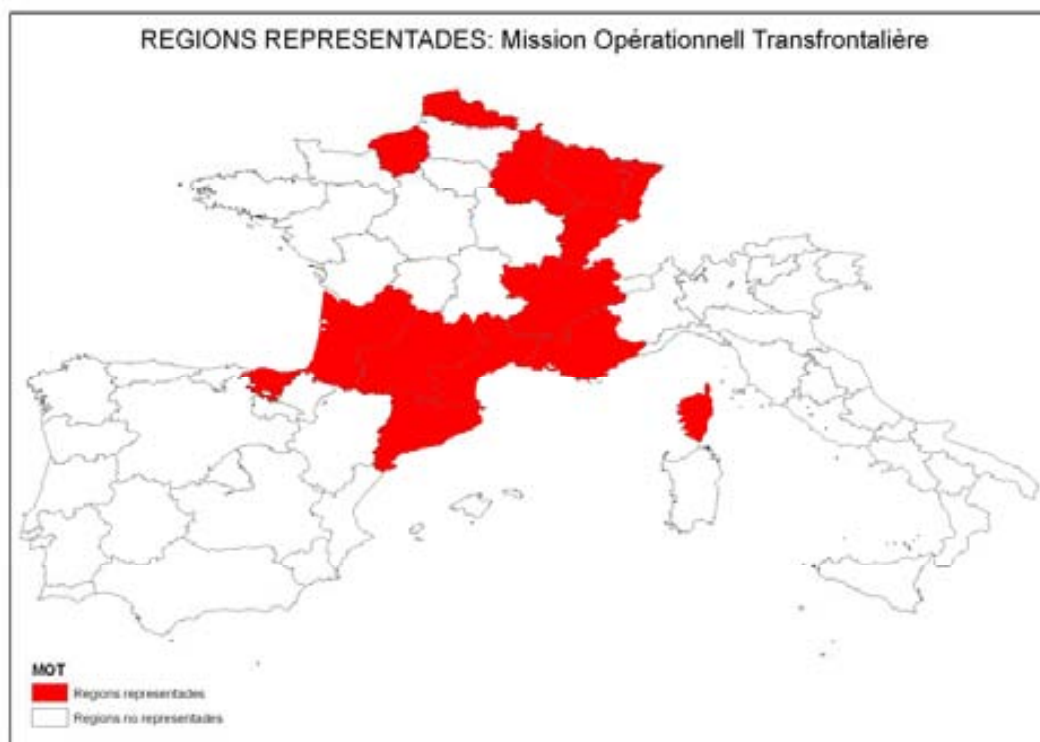 REGIONS REPRESENTADES: Mission Opérationnell Transfrontalière
MOT
Regions representades
Regions no representades